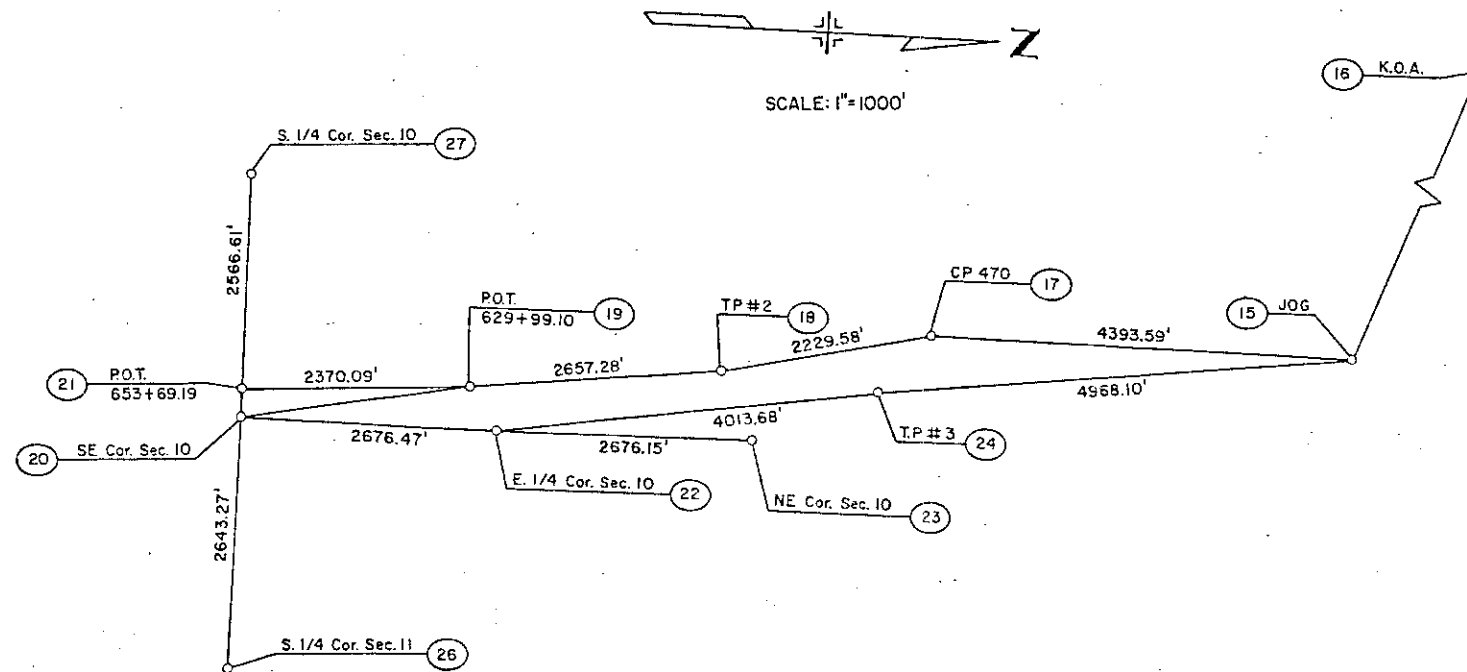 N
SCALE: 1"=1000'
16 K.O.A.
S. 1/4 Cor. Sec. 10 27
2566.61'
CP 470 17
P.O.T. 19
629+99.10
TP #2 18
15 JOG
2229.58'
4393.59'
21 P.O.T.
653+69.19
2370.09'
2657.28'
4968.10'
4013.68'
2676.47'
2676.15'
T.P #3 24
20 SE Cor. Sec. 10
E. 1/4 Cor. Sec. 10 22
NE Cor. Sec. 10 23
2643.27'
S. 1/4 Cor. Sec. 11 26